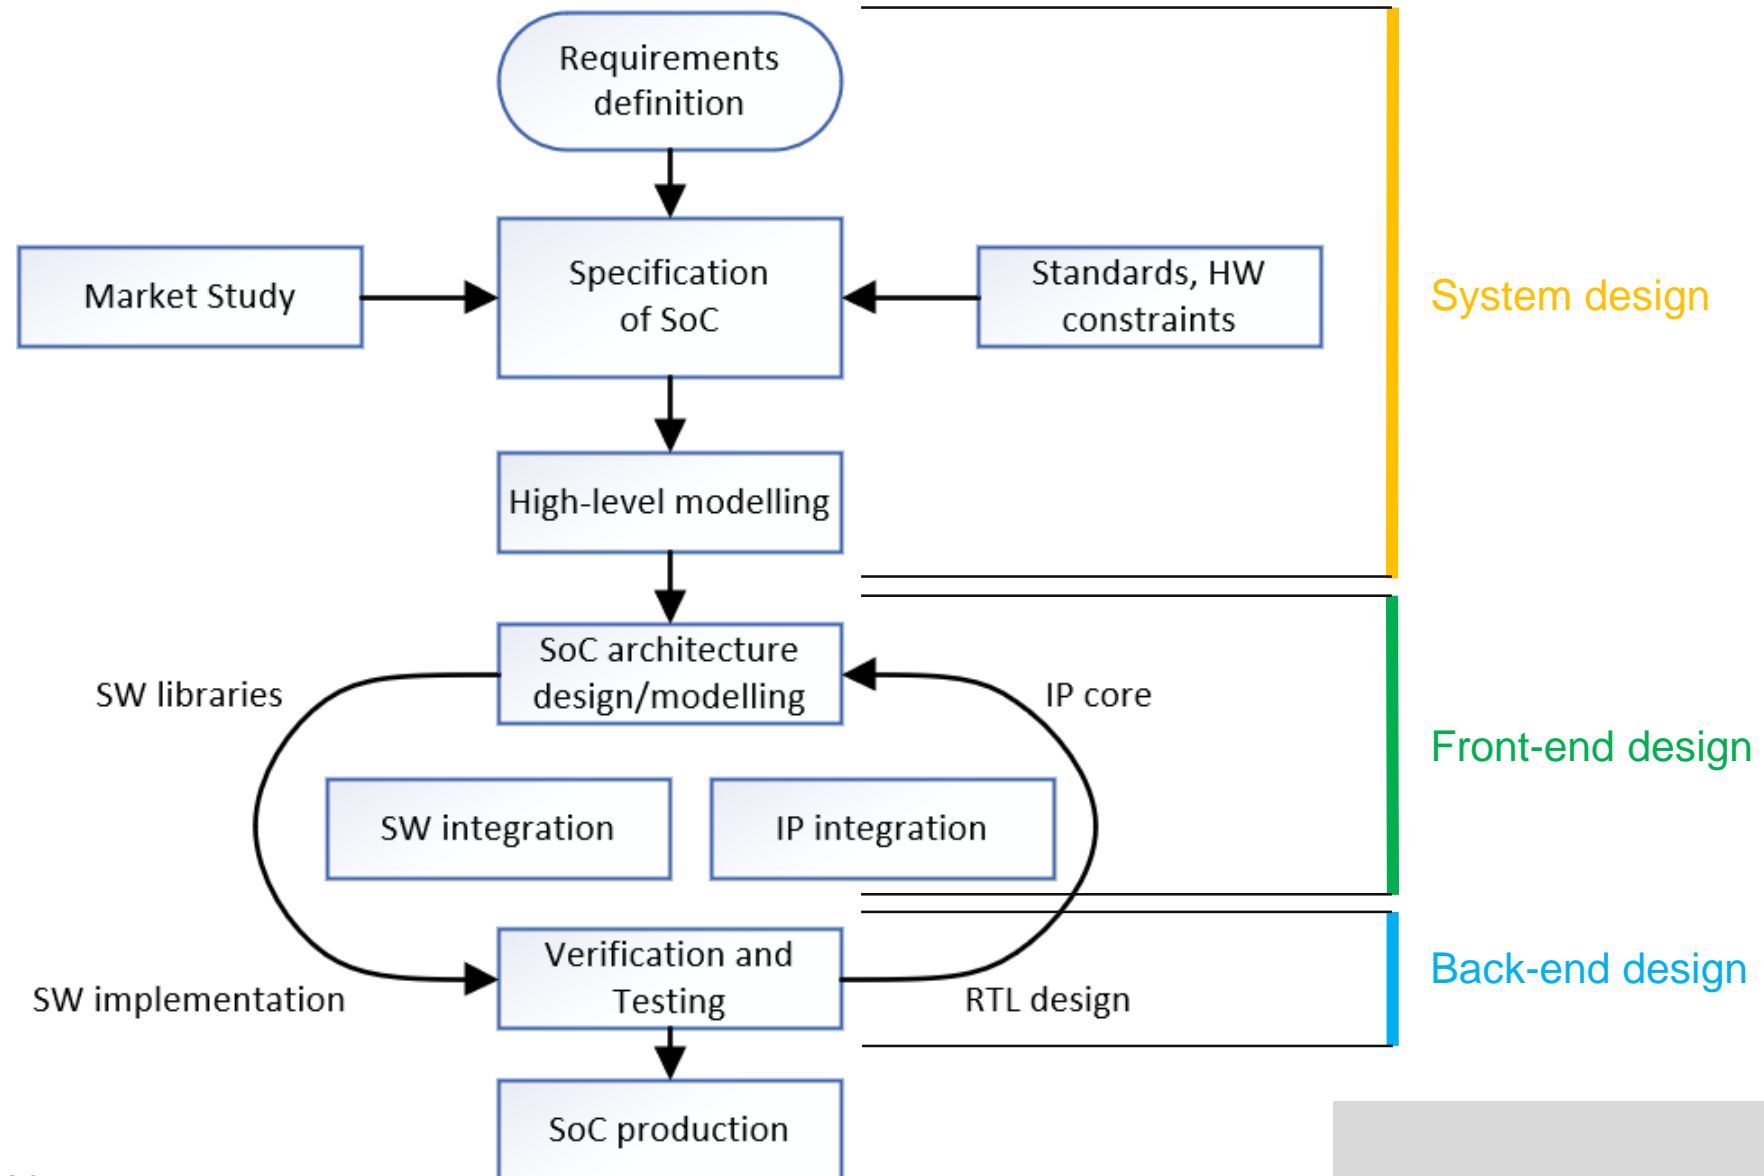 Requirements
definition
Market Study
Specification
of SoC
Standards, HW
constraints
System design
High-level modelling
SoC architecture
design/modelling
SW libraries
IP core
Front-end design
SW integration
IP integration
Verification and
Testing
Back-end design
SW implementation
RTL design
SoC production